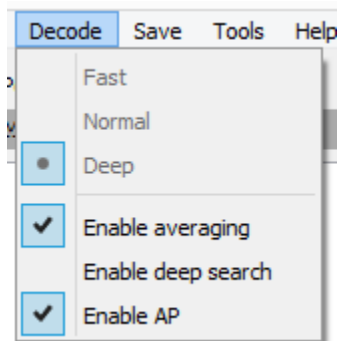 Decode Save Tools Help
Fast
Normal
Deep
Enable averaging
Enable deep search
Enable AP